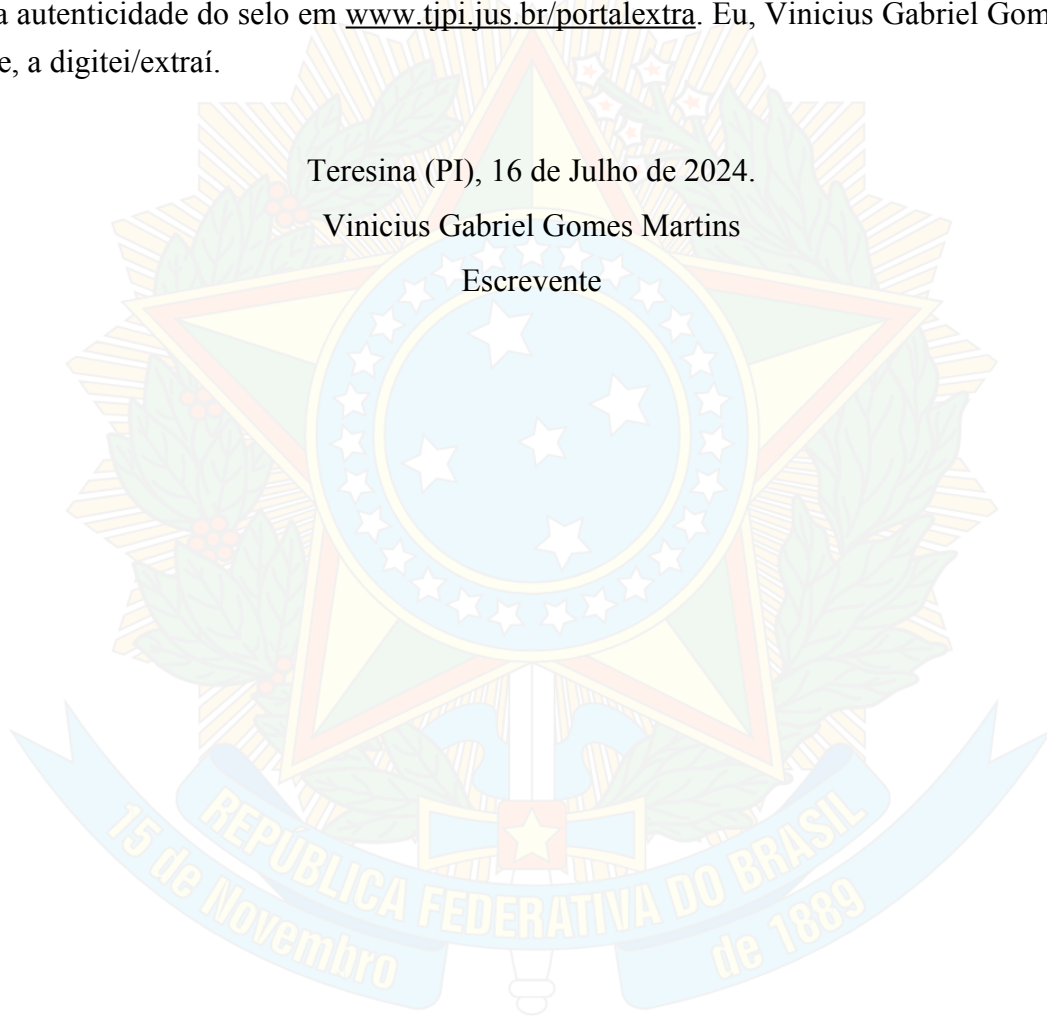 a autenticidade do selo em www.tjpi.jus.br/portalextra. Eu, Vinicius Gabriel Gom
e, a digitei/extraí.
Teresina (PI), 16 de Julho de 2024.
Vinicius Gabriel Gomes Martins
Escrevente
REPÚBLICA FEDERATIVA DO BRASIL
15 de Novembro
de 1889